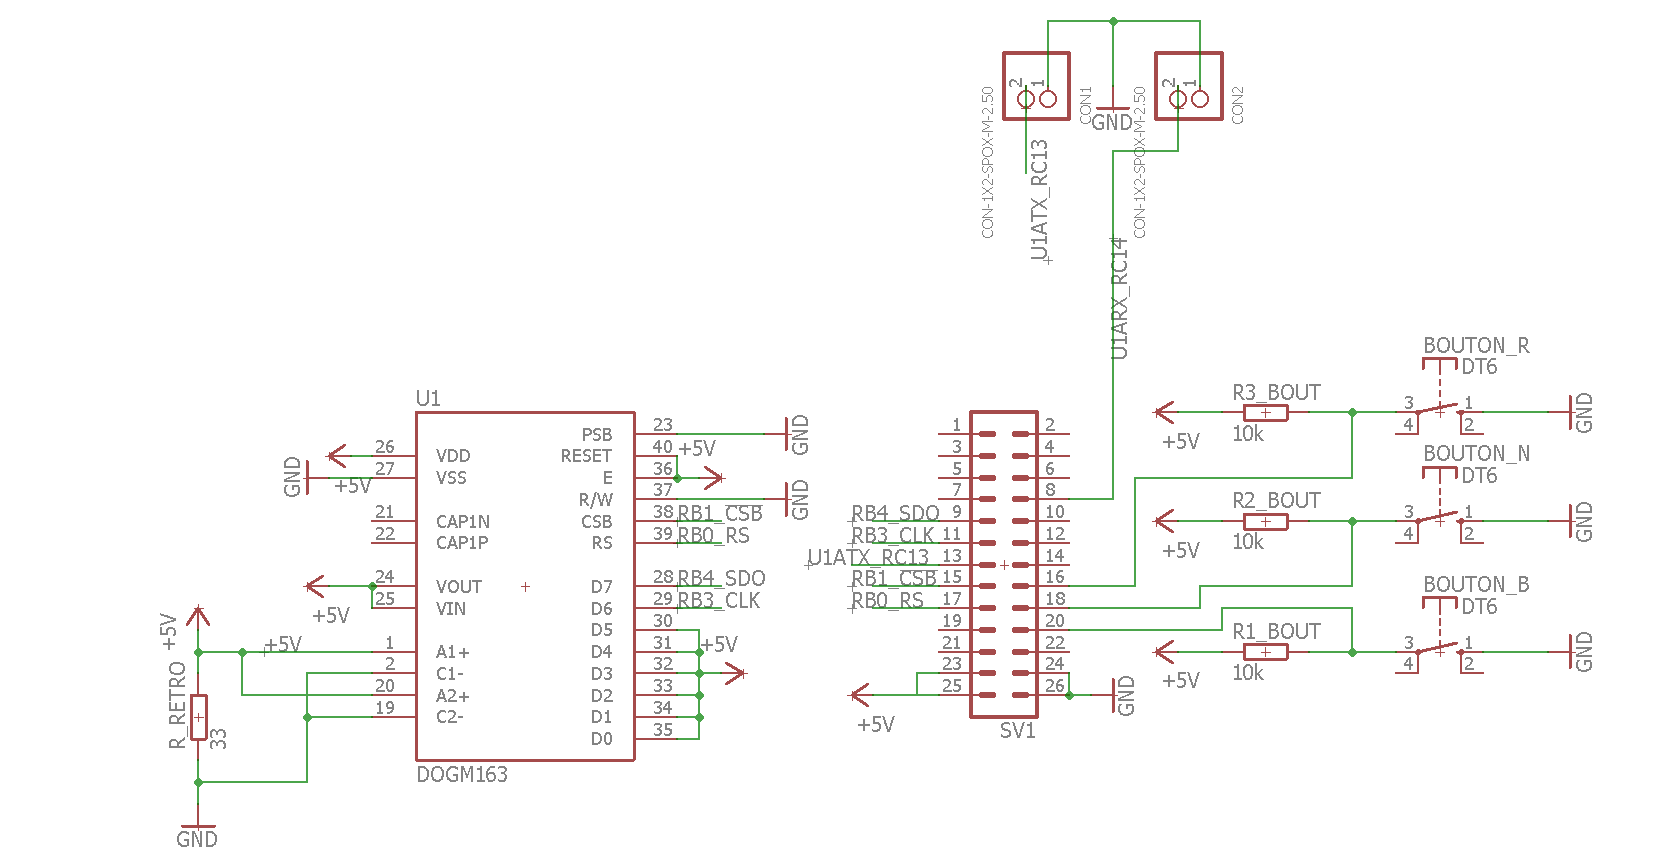 2
1
CON1
CON-1X2-SPOX-M-2.50
GND
2
1
CON2
CON-1X2-SPOX-M-2.50
U1ATX_RC13
U1ARX_RC14
U1
DOGM163
+5V
26
VDD
GND
27
VSS
21
CAP1N
22
CAP1P
+5V
24
VOUT
25
VIN
+5V
+5V
1
A1+
2
C1-
20
A2+
19
C2-
R_RETRO
33
GND
PSB
23
GND
RESET
40
+5V
E
36
R/W
37
GND
CSB
38
RB1_CSB
RS
39
RB0_RS
D7
28
RB4_SDO
D6
29
RB3_CLK
D5
30
D4
31
+5V
D3
32
D2
33
D1
34
D0
35
1
2
3
4
5
6
7
8
RB4_SDO
9
10
RB3_CLK
11
12
U1ATX_RC13
13
14
RB1_CSB
15
16
RB0_RS
17
18
19
20
21
22
23
24
25
26
+5V
GND
SV1
BOUTON_R
DT6
R3_BOUT
10k
+5V
3
4
1
2
GND
BOUTON_N
DT6
R2_BOUT
10k
+5V
3
4
1
2
GND
BOUTON_B
DT6
R1_BOUT
10k
+5V
3
4
1
2
GND